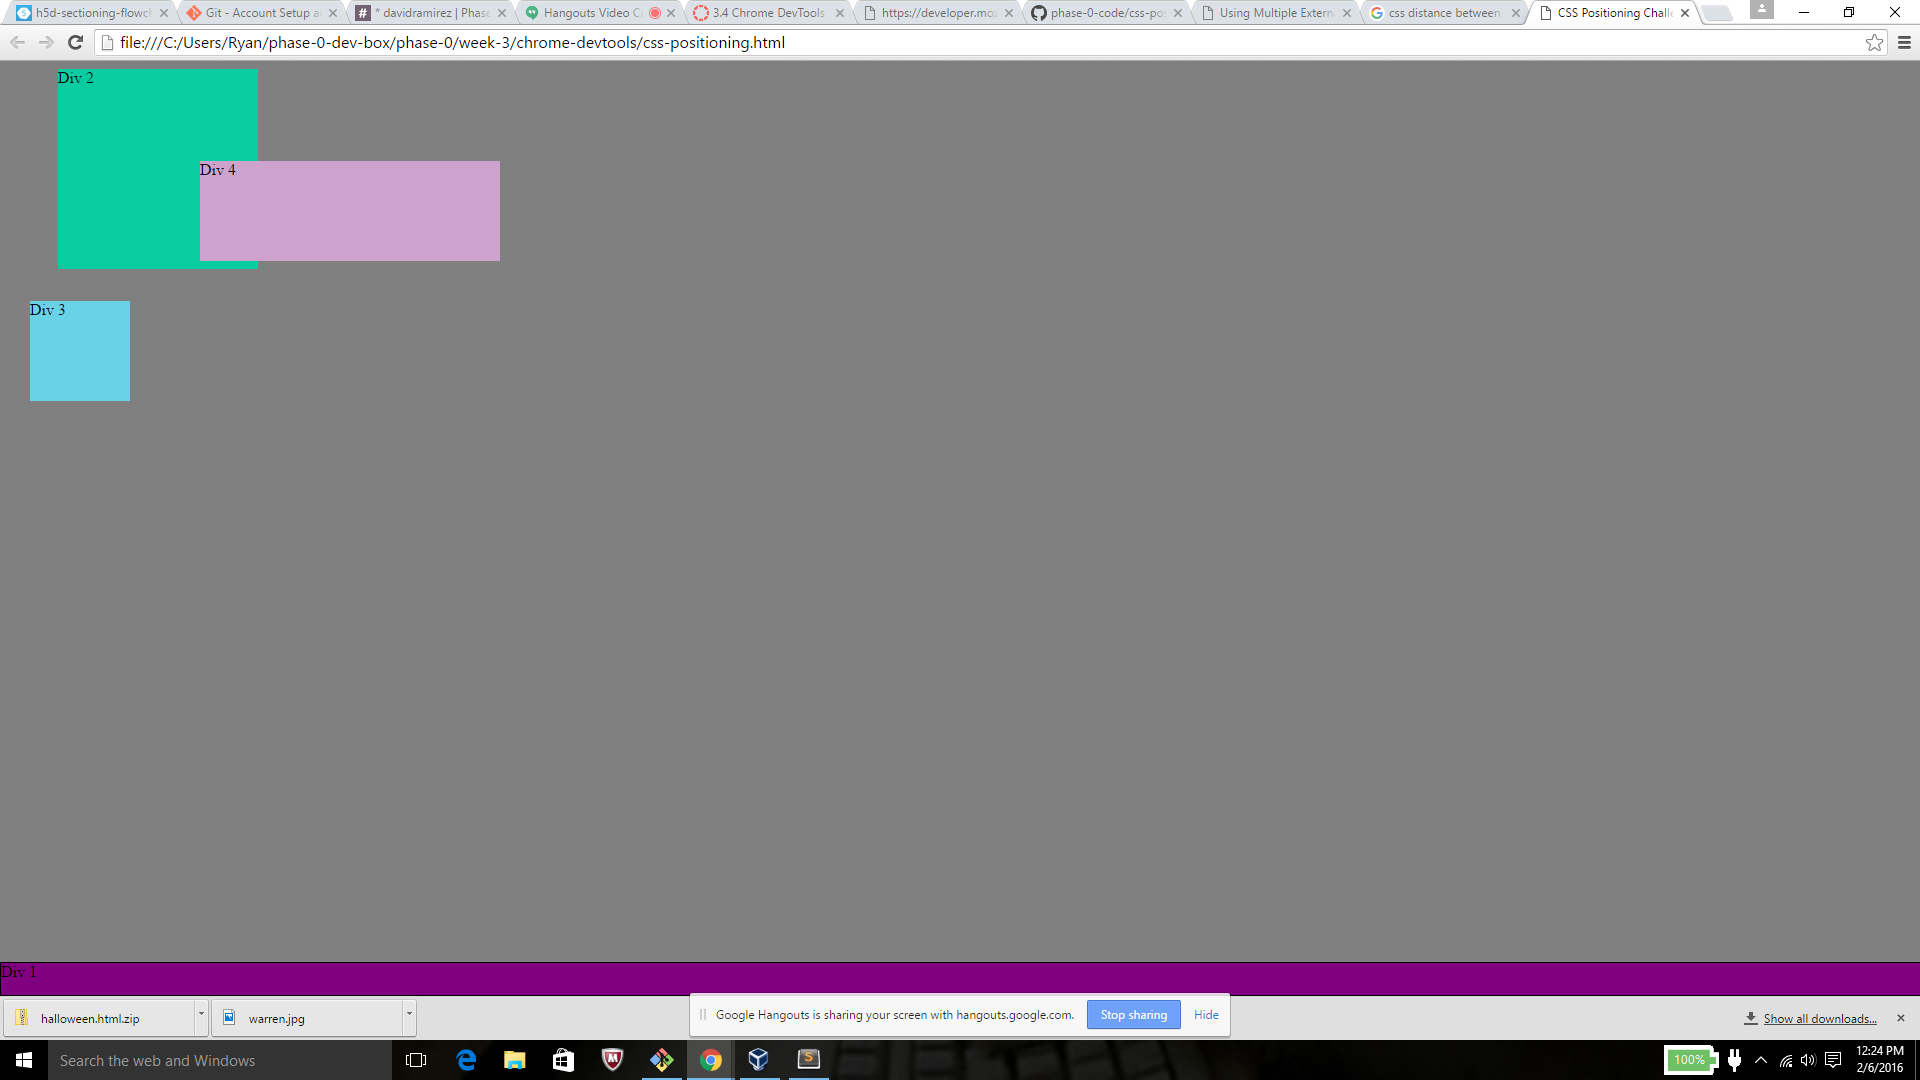 h5d-sectioning-flowch
Git - Account Setup a
* davidramirez | Phase
Hangouts Video C
3.4 Chrome DevTools
https://developer.moz
phase-0-code/css-pos
Using Multiple Extern
css distance between
CSS Positioning Challe
file:///C:/Users/Ryan/phase-0-dev-box/phase-0/week-3/chrome-devtools/css-positioning.html
Div 2
Div 4
Div 3
Div 1
halloween.html.zip
warren.jpg
Google Hangouts is sharing your screen with hangouts.google.com.
Stop sharing
Hide
Show all downloads...
Search the web and Windows
100%
12:24 PM
2/6/2016